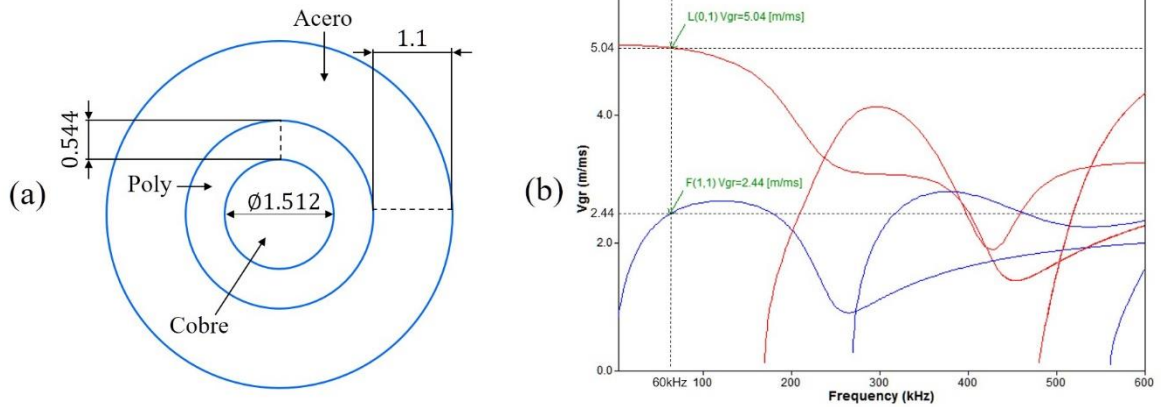 (a)
Acero
1.1
0.544
Poly
Ø1.512
Cobre
(b)
L(0,1) Vgr=5.04 [m/ms]
F(1,1) Vgr=2.44 [m/ms]
Vgr (m/ms)
5.04
4.0
2.44
2.0
0.0
60kHz 100 200 300 400 500 600
Frequency (kHz)